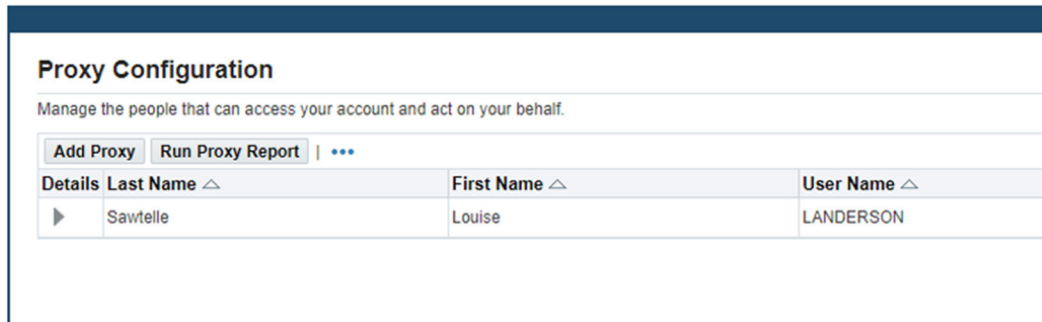 Proxy Configuration
Manage the people that can access your account and act on your behalf.
Add Proxy Run Proxy Report | •••
Details Last Name First Name User Name
Sawtelle Louise LANDERSON